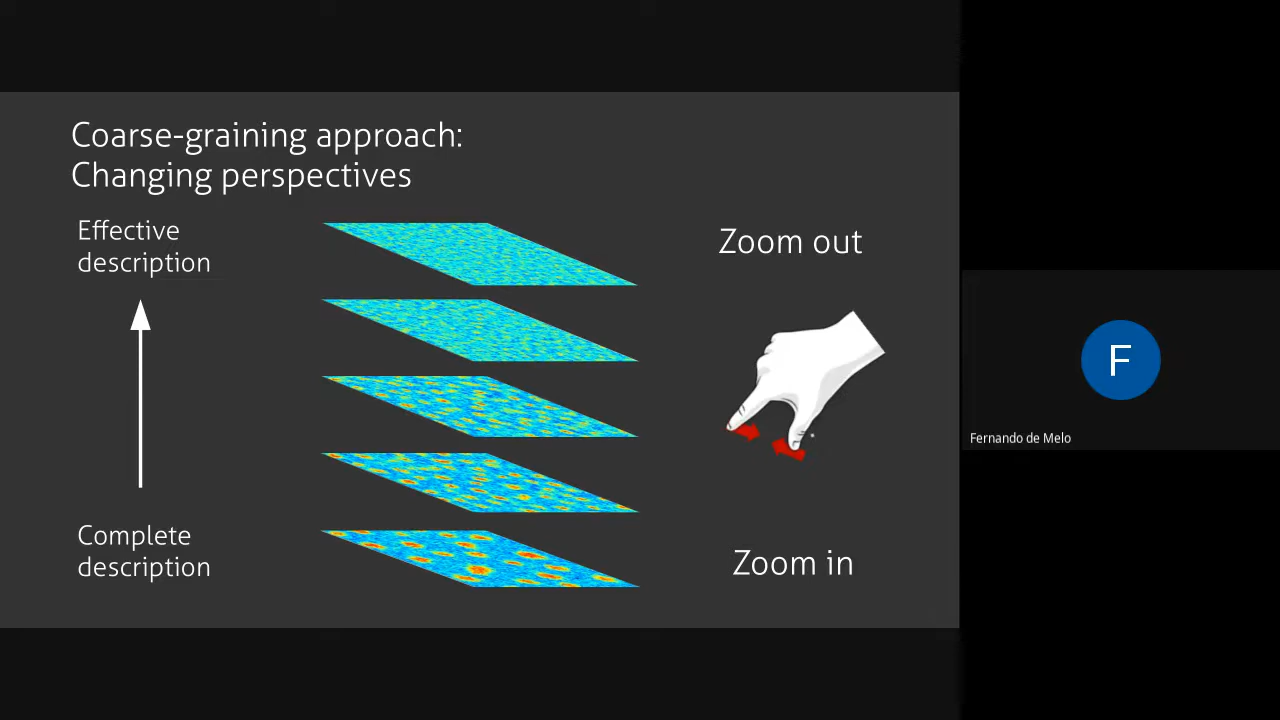 Coarse-graining approach:
Changing perspectives
Effective
description
Zoom out
Complete
description
Zoom in
F
Fernando de Melo